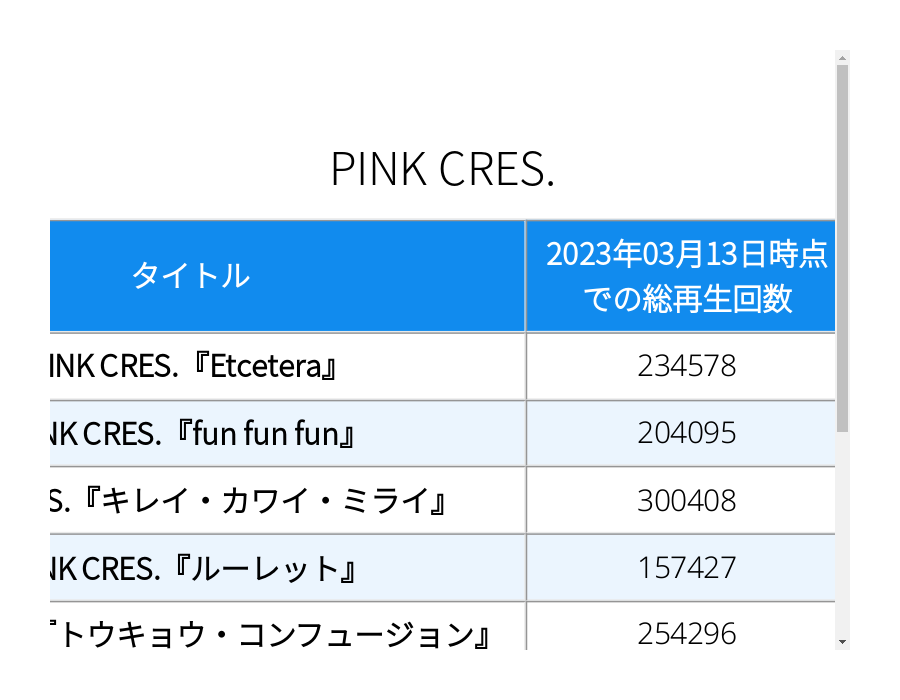 PINK CRES.
タイトル
2023年03月13日時点
での総再生回数
INK CRES.『Etcetera』
234578
NK CRES.『fun fun fun』
204095
S.『キレイ・カワイ・ミライ』
300408
NK CRES.『ルーレット』
157427
『トウキョウ・コンフュージョン』
254296